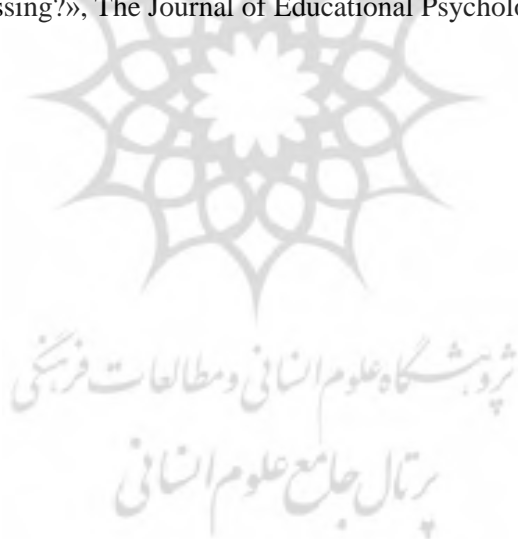 ssing?», The Journal of Educational Psycholo
پژوهشگاه علوم انسانی و مطالعات فرهنگی
پرتال جامع علوم انسانی